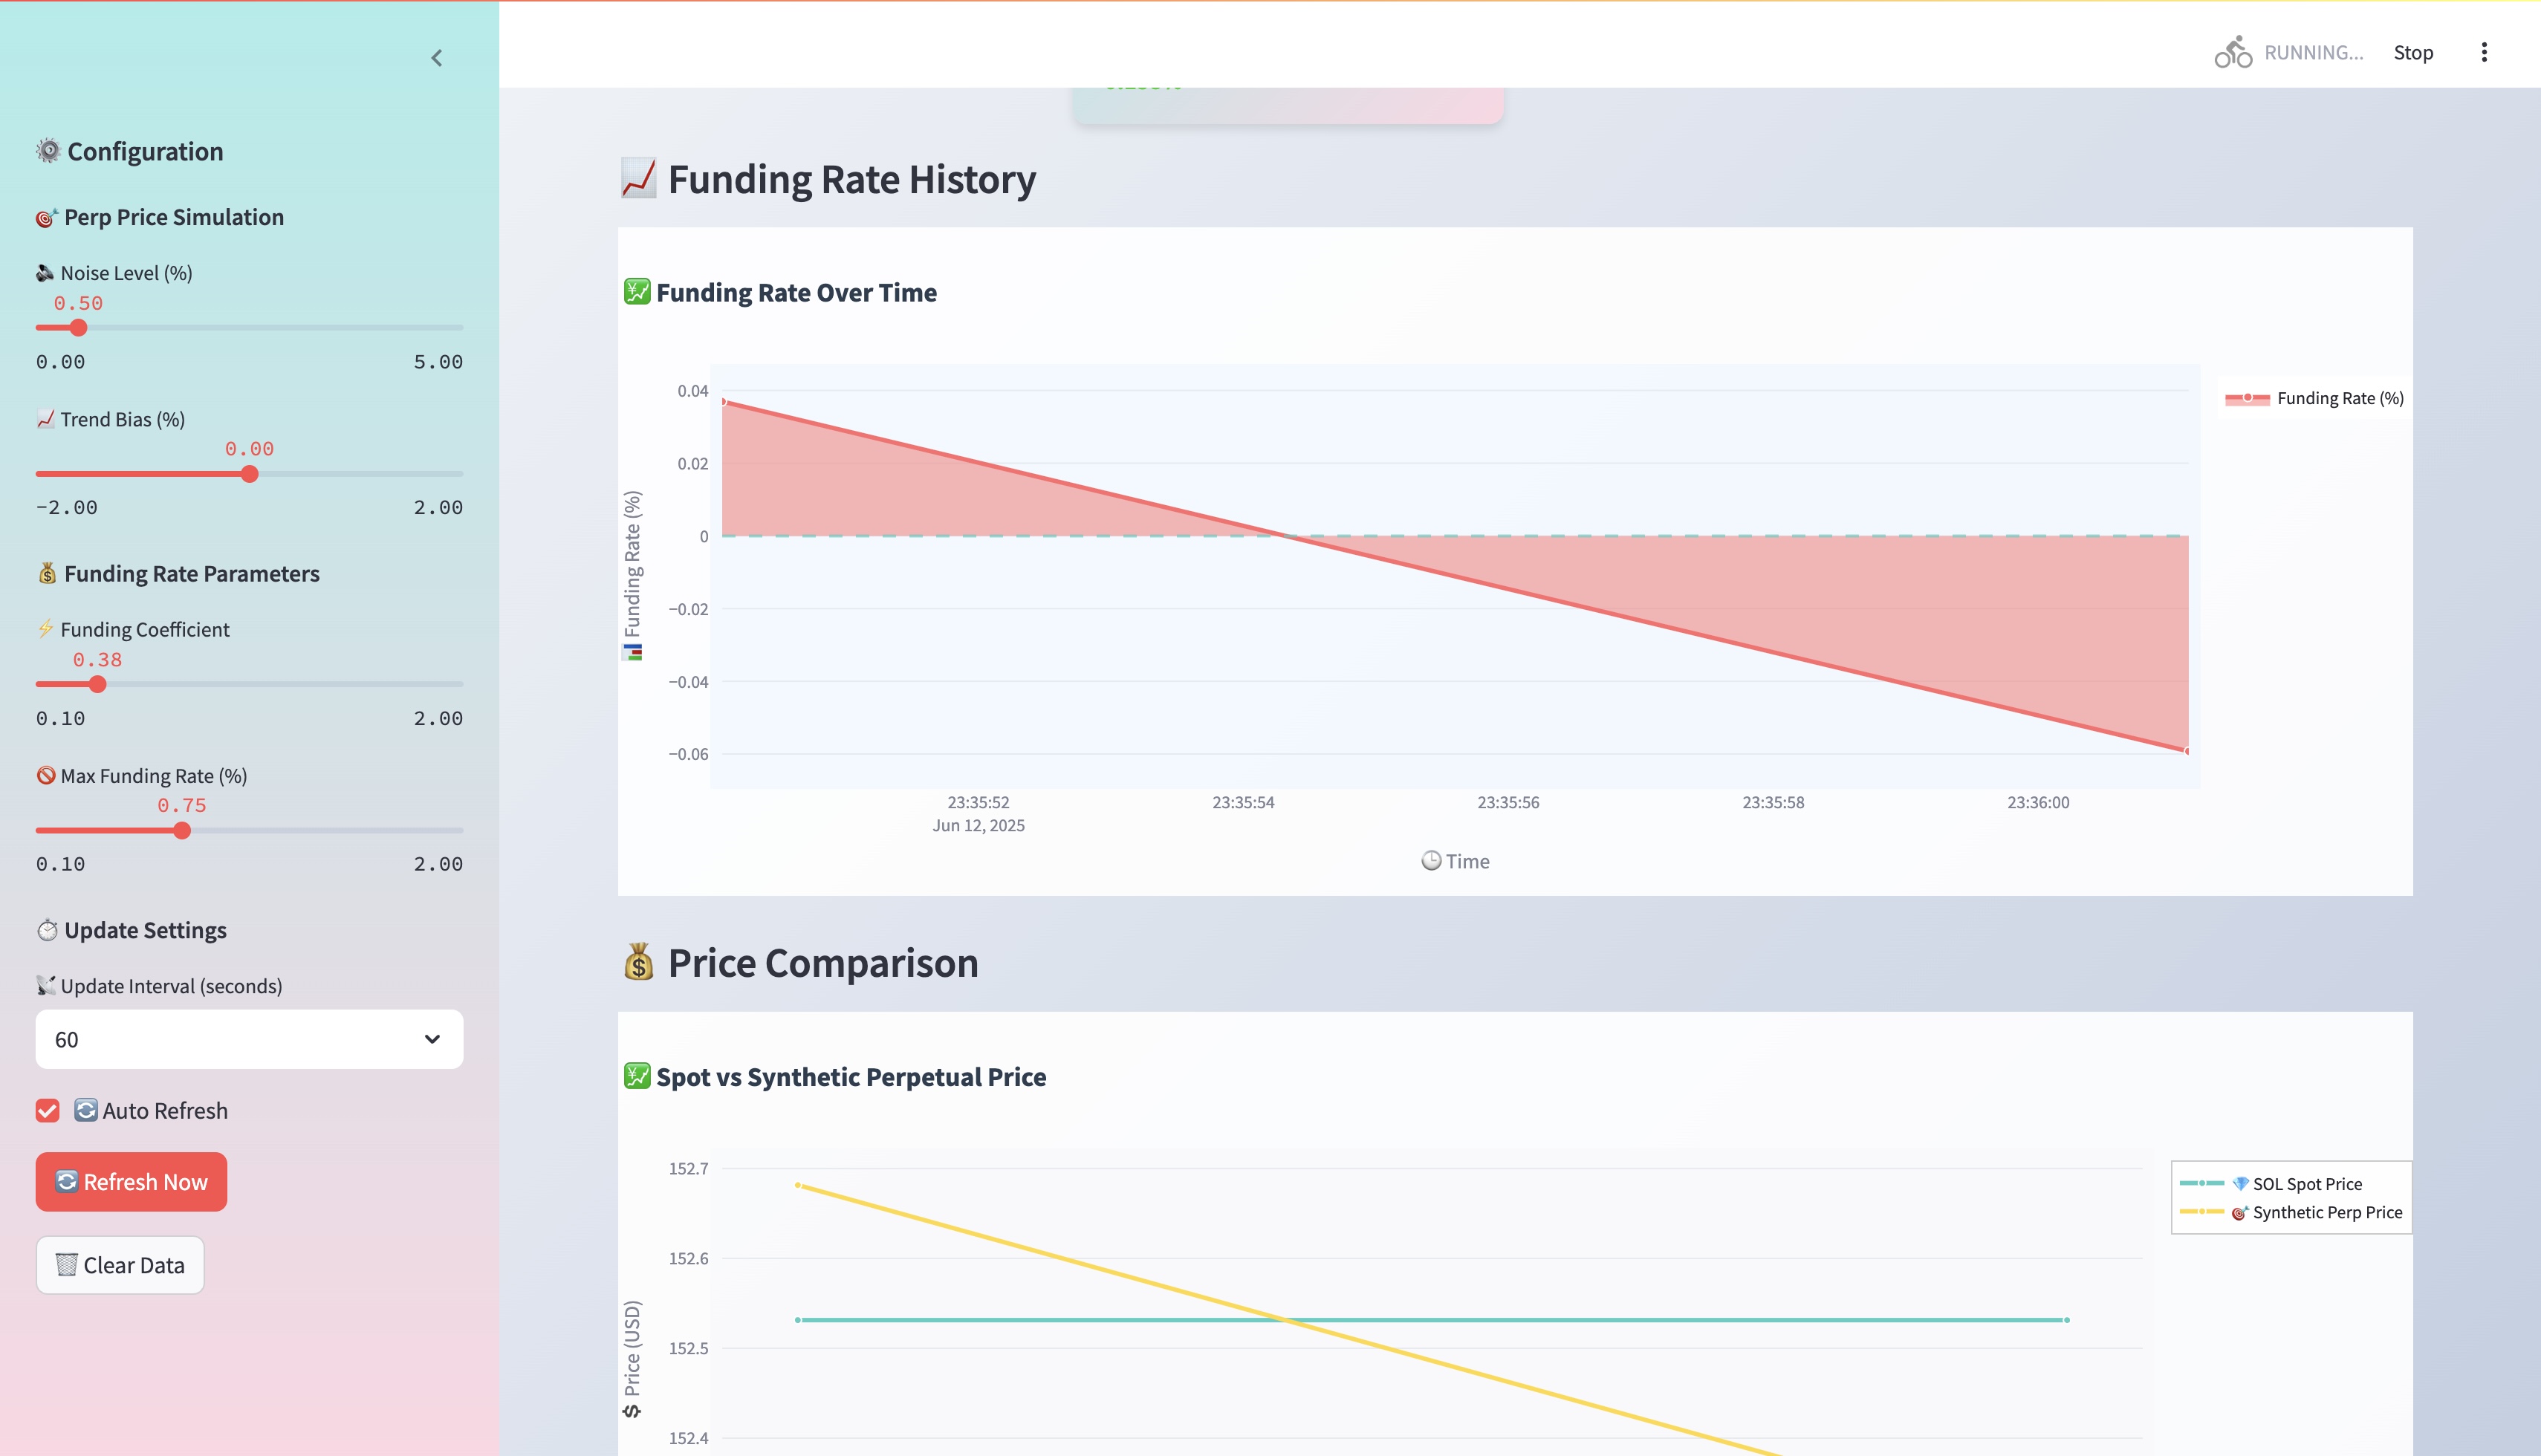 RUNNING...
Stop
Configuration
Perp Price Simulation
Noise Level (%)
0.50
0.00
5.00
Trend Bias (%)
0.00
−2.00
2.00
Funding Rate Parameters
Funding Coefficient
0.38
0.10
2.00
Max Funding Rate (%)
0.75
0.10
2.00
Update Settings
Update Interval (seconds)
60
Auto Refresh
Refresh Now
Clear Data
Funding Rate History
Funding Rate Over Time
Funding Rate (%)
0.04
0.02
0
−0.02
−0.04
−0.06
Funding Rate (%)
23:35:52
Jun 12, 2025
23:35:54
23:35:56
23:35:58
23:36:00
Time
Price Comparison
Spot vs Synthetic Perpetual Price
SOL Spot Price
Synthetic Perp Price
152.7
152.6
152.5
152.4
$ Price (USD)